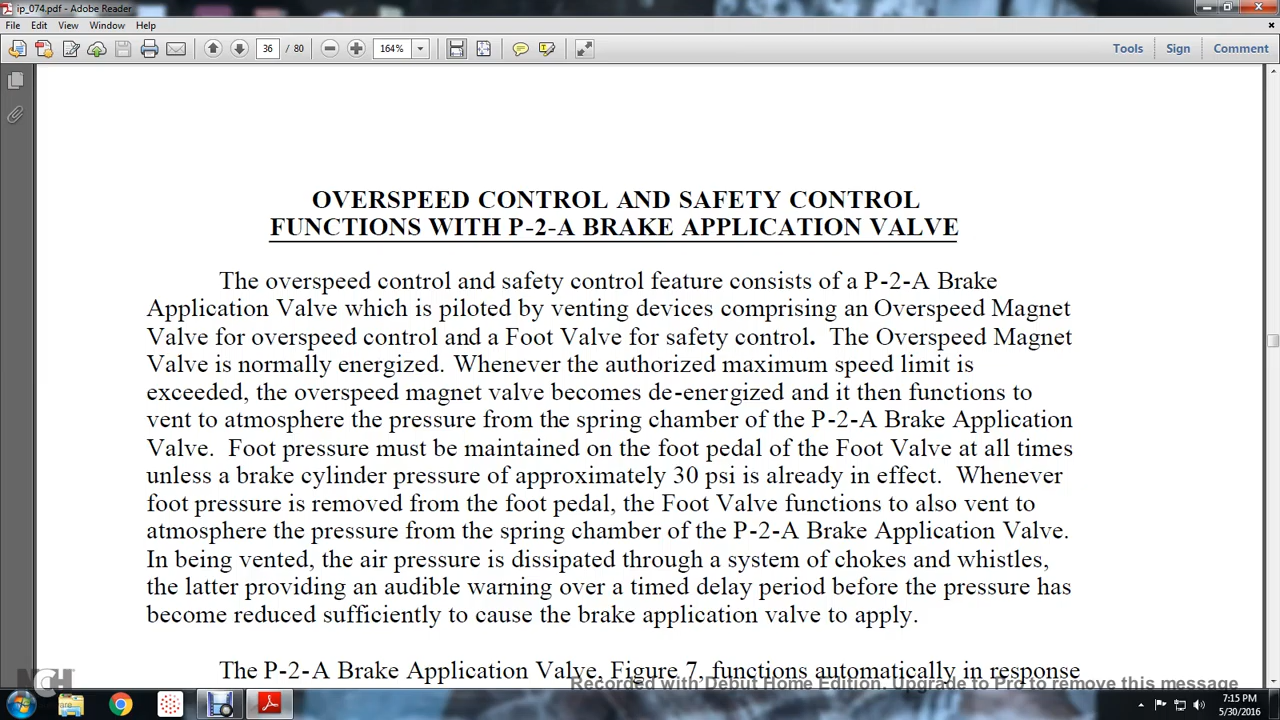 ip_074.pdf - Adobe Reader
File Edit View Window Help
36 / 80 164% Tools Sign Comment
OVERSPEED CONTROL AND SAFETY CONTROL
FUNCTIONS WITH P-2-A BRAKE APPLICATION VALVE
The overspeed control and safety control feature consists of a P-2-A Brake
Application Valve which is piloted by venting devices comprising an Overspeed Magnet
Valve for overspeed control and a Foot Valve for safety control. The Overspeed Magnet
Valve is normally energized. Whenever the authorized maximum speed limit is
exceeded, the overspeed magnet valve becomes de-energized and it then functions to
vent to atmosphere the pressure from the spring chamber of the P-2-A Brake Application
Valve. Foot pressure must be maintained on the foot pedal of the Foot Valve at all times
unless a brake cylinder pressure of approximately 30 psi is already in effect. Whenever
foot pressure is removed from the foot pedal, the Foot Valve functions to also vent to
atmosphere the pressure from the spring chamber of the P-2-A Brake Application Valve.
In being vented, the air pressure is dissipated through a system of chokes and whistles,
the latter providing an audible warning over a timed delay period before the pressure has
become reduced sufficiently to cause the brake application valve to apply.
The P-2-A Brake Application Valve, Figure 7, functions automatically in response
Recorded with Debut Home Edition. Upgrade to Pro to remove this message
NCH
7:15 PM
5/30/2016